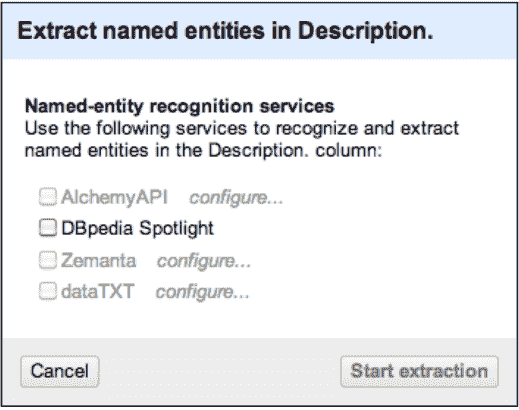 Extract named entities in Description.
Named-entity recognition services
Use the following services to recognize and extract
named entities in the Description. column:
AlchemyAPI configure...
DBpedia Spotlight
Zemanta configure...
dataTXT configure...
Cancel Start extraction